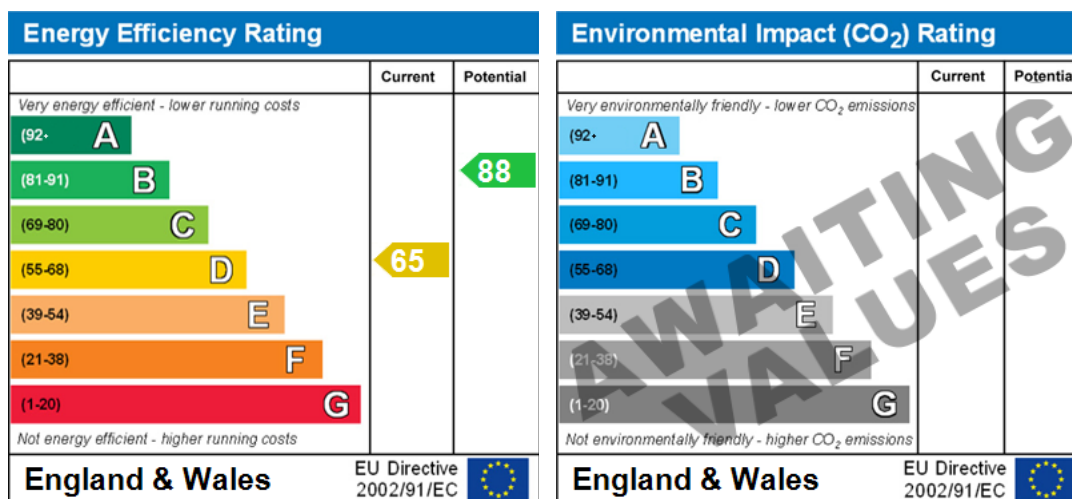 Energy Efficiency Rating
Current Potential
Very energy efficient - lower running costs
(92+ A
(81-91) B
88
(69-80) C
(55-68) D
65
(39-54) E
(21-38) F
(1-20) G
Not energy efficient - higher running costs
England & Wales
EU Directive
2002/91/EC
Environmental Impact (CO2) Rating
Current Potentia
Very environmentally friendly - lower CO2 emissions
(92+ A
(81-91) B
(69-80) C
(55-68) D
(39-54) E
(21-38) F
(1-20) G
AWAITING
VALUES
Not environmentally friendly - higher CO2 emissions
England & Wales
EU Directive
2002/91/EC